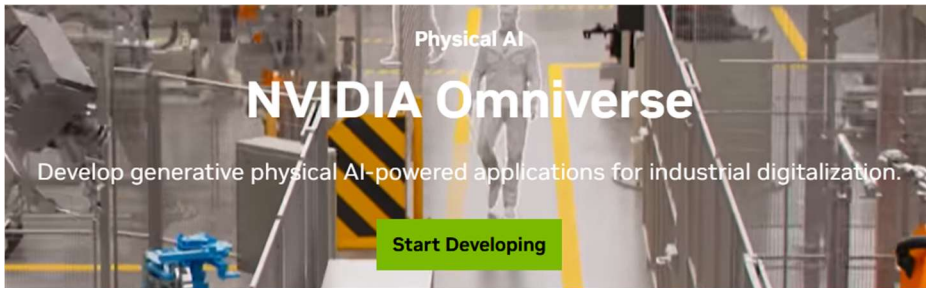 Physical AI
NVIDIA Omniverse
Develop generative physical AI-powered applications for industrial digitalization.
Start Developing